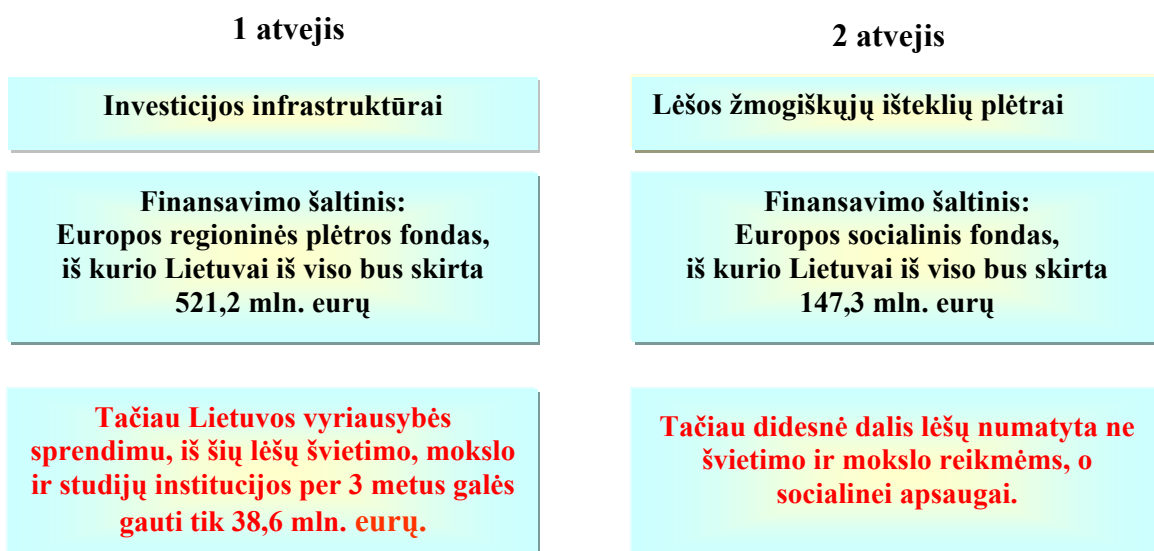 1 atvejis
Investicijos infrastruktūrai
Finansavimo šaltinis:
Europos regioninės plėtros fondas,
iš kurio Lietuvai iš viso bus skirta
521,2 mln. eurų
Tačiau Lietuvos vyriausybės
sprendimu, iš šių lėšų švietimo, mokslo
ir studijų institucijos per 3 metus galės
gauti tik 38,6 mln. eurų.
2 atvejis
Lėšos žmogiškųjų išteklių plėtrai
Finansavimo šaltinis:
Europos socialinis fondas,
iš kurio Lietuvai iš viso bus skirta
147,3 mln. eurų
Tačiau didesnė dalis lėšų numatyta ne
švietimo ir mokslo reikmėms, o
socialinei apsaugai.